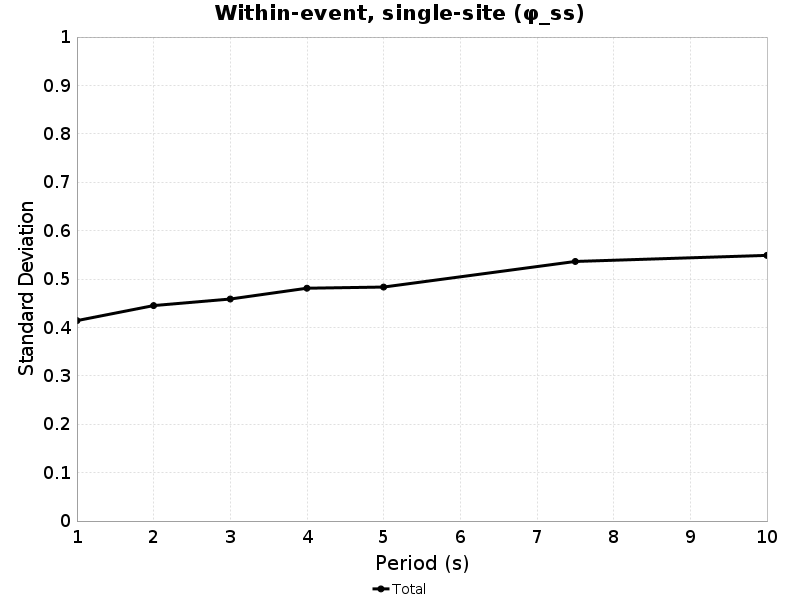 Within-event, single-site (φ_ss)
1
0.9
0.8
0.7
0.6
0.5
0.4
0.3
0.2
0.1
0
Standard Deviation
1 2 3 4 5 6 7 8 9 10
Period (s)
Total